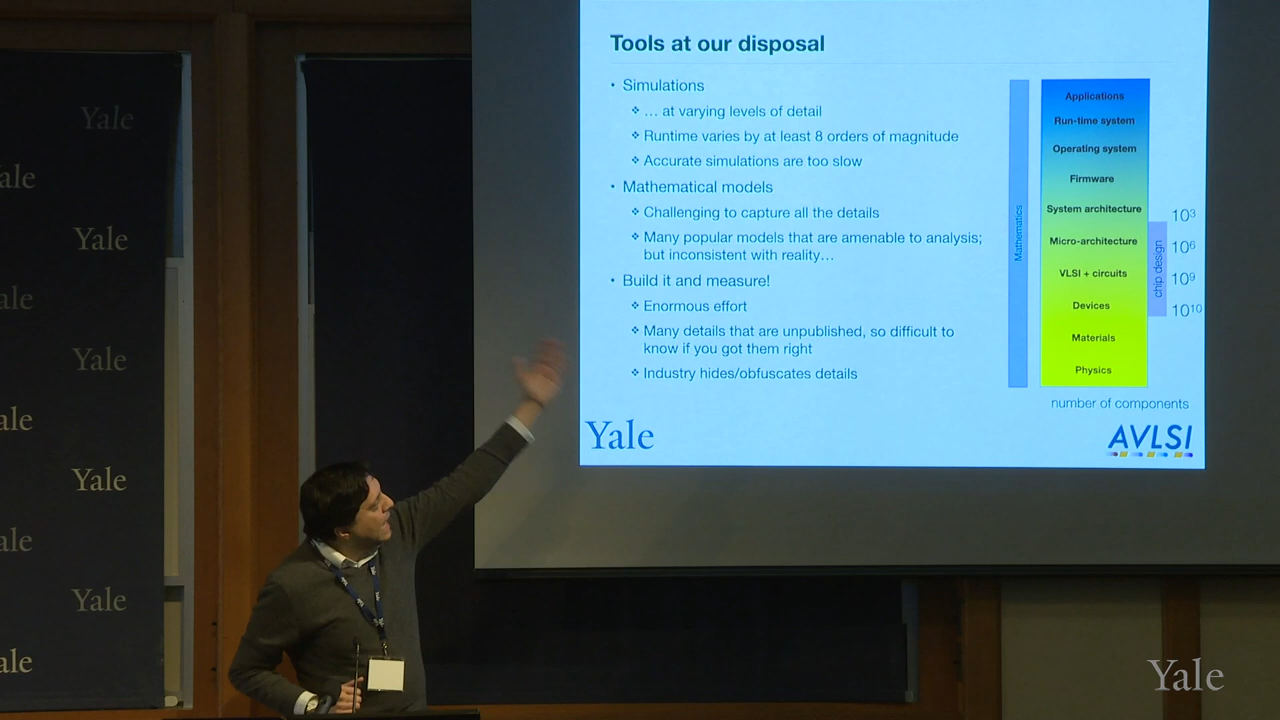 Tools at our disposal
• Simulations
❖ … at varying levels of detail
❖ Runtime varies by at least 8 orders of magnitude
❖ Accurate simulations are too slow
• Mathematical models
❖ Challenging to capture all the details
❖ Many popular models that are amenable to analysis;
but inconsistent with reality…
• Build it and measure!
❖ Enormous effort
❖ Many details that are unpublished, so difficult to
know if you got them right
❖ Industry hides/obfuscates details
Mathematics
Applications
Run-time system
Operating system
Firmware
System architecture
Micro-architecture
VLSI + circuits
Devices
Materials
Physics
chip design
10³
10⁶
10⁹
10¹⁰
number of components
Yale
AVLSI
Yale
ale
Yale
ale
Yale
ale
Yale
ale
Yale
ale
Yale